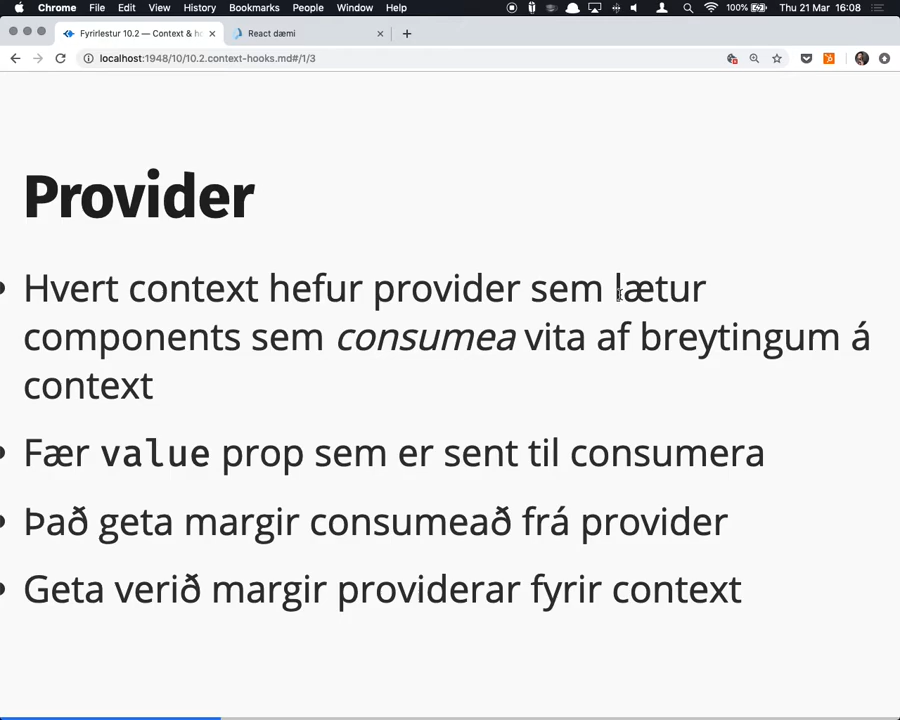 Chrome File Edit View History Bookmarks People Window Help 100% Thu 21 Mar 16:08
Fyrirlestur 10.2 — Context & ho React dæmi
localhost:1948/10/10.2.context-hooks.md#/1/3
Provider
Hvert context hefur provider sem lætur
components sem consumea vita af breytingum á
context
Fær value prop sem er sent til consumera
Það geta margir consumeað frá provider
Geta verið margir providerar fyrir context